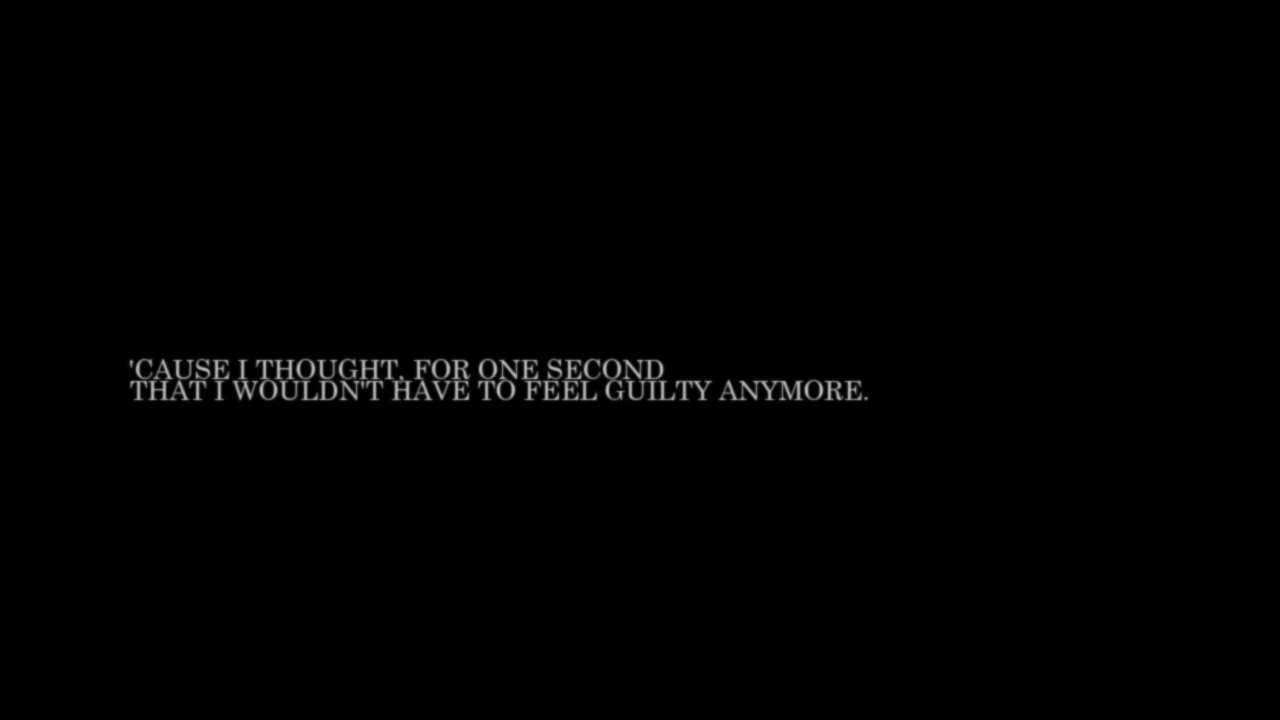 'CAUSE I THOUGHT, FOR ONE SECOND
THAT I WOULDN'T HAVE TO FEEL GUILTY ANYMORE.